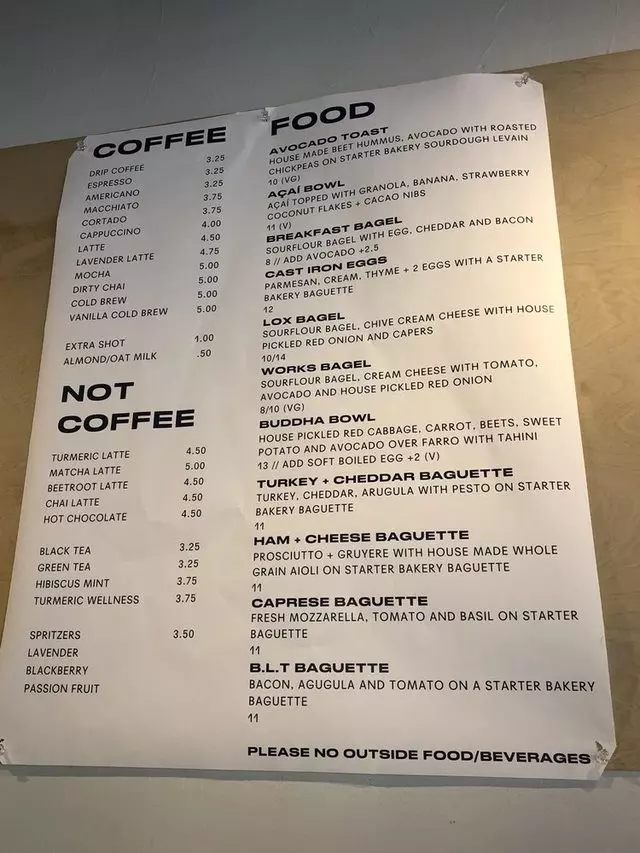 COFFEE
DRIP COFFEE 3.25
ESPRESSO 3.25
AMERICANO 3.25
MACCHIATO 3.75
CORTADO 3.75
CAPPUCCINO 4.00
LATTE 4.50
LAVENDER LATTE 4.75
MOCHA 5.00
DIRTY CHAI 5.00
COLD BREW 5.00
VANILLA COLD BREW 5.00
EXTRA SHOT 1.00
ALMOND/OAT MILK .50
NOT
COFFEE
TURMERIC LATTE 4.50
MATCHA LATTE 5.00
BEETROOT LATTE 4.50
CHAI LATTE 4.50
HOT CHOCOLATE 4.50
BLACK TEA 3.25
GREEN TEA 3.25
HIBISCUS MINT 3.75
TURMERIC WELLNESS 3.75
SPRITZERS 3.50
LAVENDER
BLACKBERRY
PASSION FRUIT
FOOD
AVOCADO TOAST
HOUSE MADE BEET HUMMUS, AVOCADO WITH ROASTED
CHICKPEAS ON STARTER BAKERY SOURDOUGH LEVAIN
10 (VG)
AÇAÍ BOWL
AÇAÍ TOPPED WITH GRANOLA, BANANA, STRAWBERRY
COCONUT FLAKES + CACAO NIBS
11 (V)
BREAKFAST BAGEL
SOURFLOUR BAGEL WITH EGG, CHEDDAR AND BACON
8 // ADD AVOCADO +2.5
CAST IRON EGGS
PARMESAN, CREAM, THYME + 2 EGGS WITH A STARTER
BAKERY BAGUETTE
12
LOX BAGEL
SOURFLOUR BAGEL, CHIVE CREAM CHEESE WITH HOUSE
PICKLED RED ONION AND CAPERS
10/14
WORKS BAGEL
SOURFLOUR BAGEL, CREAM CHEESE WITH TOMATO,
AVOCADO AND HOUSE PICKLED RED ONION
8/10 (VG)
BUDDHA BOWL
HOUSE PICKLED RED CABBAGE, CARROT, BEETS, SWEET
POTATO AND AVOCADO OVER FARRO WITH TAHINI
13 // ADD SOFT BOILED EGG +2 (V)
TURKEY + CHEDDAR BAGUETTE
TURKEY, CHEDDAR, ARUGULA WITH PESTO ON STARTER
BAKERY BAGUETTE
11
HAM + CHEESE BAGUETTE
PROSCIUTTO + GRUYERE WITH HOUSE MADE WHOLE
GRAIN AIOLI ON STARTER BAKERY BAGUETTE
11
CAPRESE BAGUETTE
FRESH MOZZARELLA, TOMATO AND BASIL ON STARTER
BAGUETTE
11
B.L.T BAGUETTE
BACON, AGUGULA AND TOMATO ON A STARTER BAKERY
BAGUETTE
11
PLEASE NO OUTSIDE FOOD/BEVERAGES